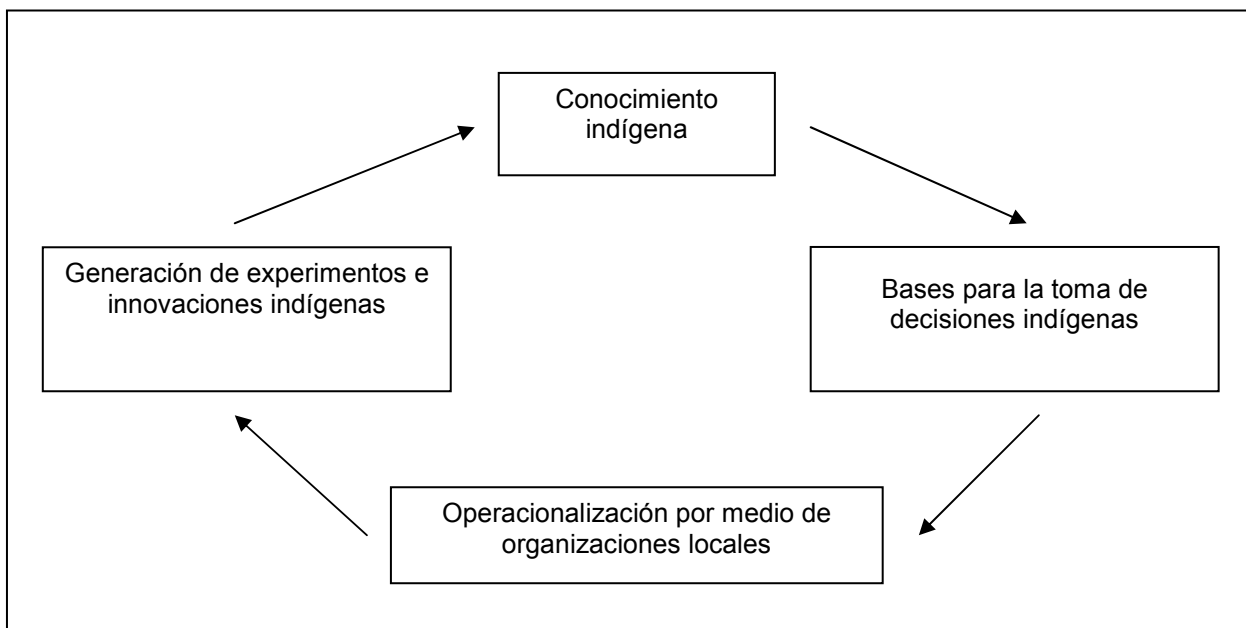 Conocimiento
indígena
Generación de experimentos e
innovaciones indígenas
Bases para la toma de
decisiones indígenas
Operacionalización por medio de
organizaciones locales